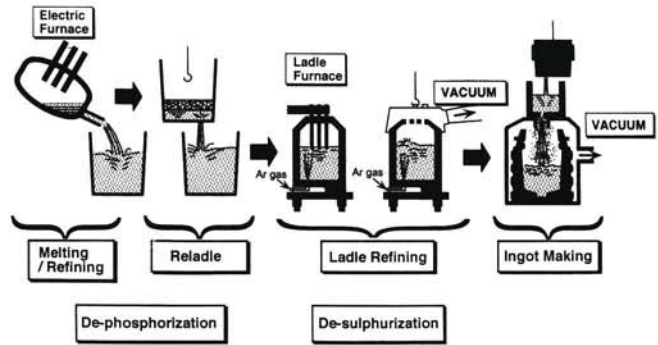 Electric
Furnace
Ladle
Furnace
VACUUM
VACUUM
Ar gas
Ar gas
Melting
/ Refining
Reladle
Ladle Refining
Ingot Making
De-phosphorization
De-sulphurization